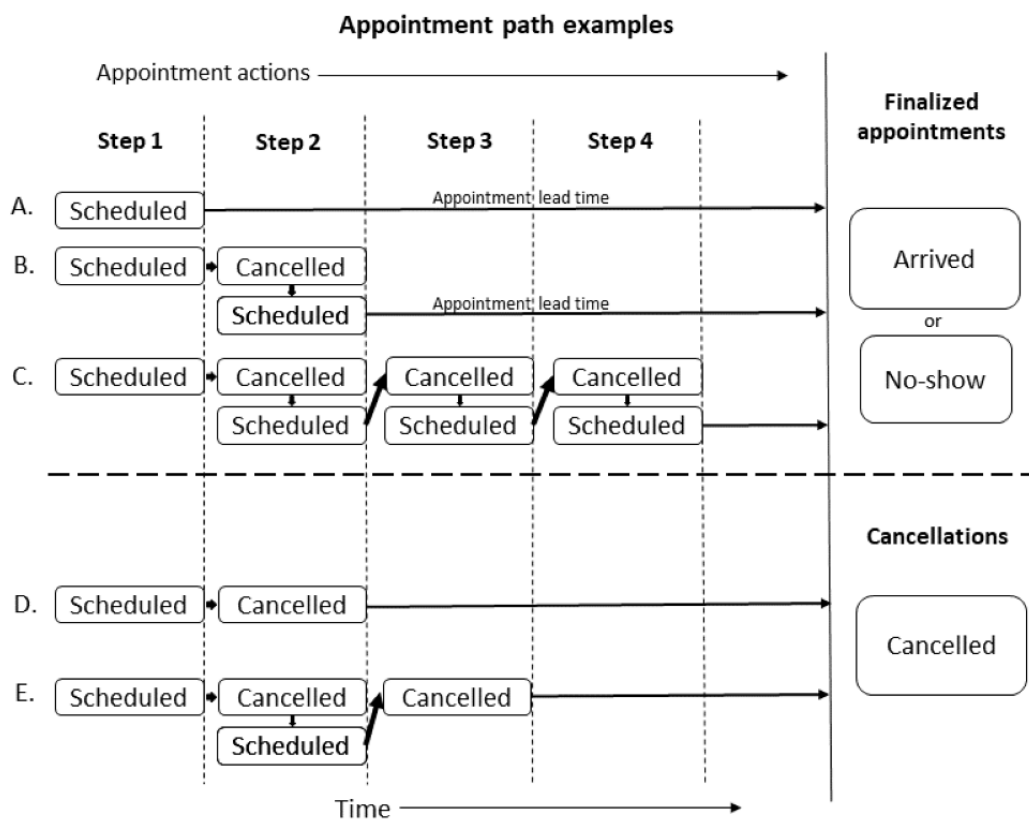 Appointment path examples
Appointment actions
Finalized
appointments
Step 1 Step 2 Step 3 Step 4
A. Scheduled Appointment lead time
Arrived
B. Scheduled Cancelled
Scheduled Appointment lead time
or
C. Scheduled Cancelled Cancelled Cancelled
No-show
Scheduled Scheduled Scheduled
Cancellations
D. Scheduled Cancelled
Cancelled
E. Scheduled Cancelled Cancelled
Scheduled
Time